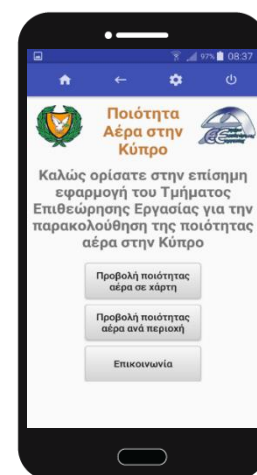 97% 08:37
Ποιότητα
Αέρα στην
Κύπρο
Καλώς ορίσατε στην επίσημη
εφαρμογή του Τμήματος
Επιθεώρησης Εργασίας για την
παρακολούθηση της ποιότητας
αέρα στην Κύπρο
Προβολή ποιότητας
αέρα σε χάρτη
Προβολή ποιότητας
αέρα ανά περιοχή
Επικοινωνία